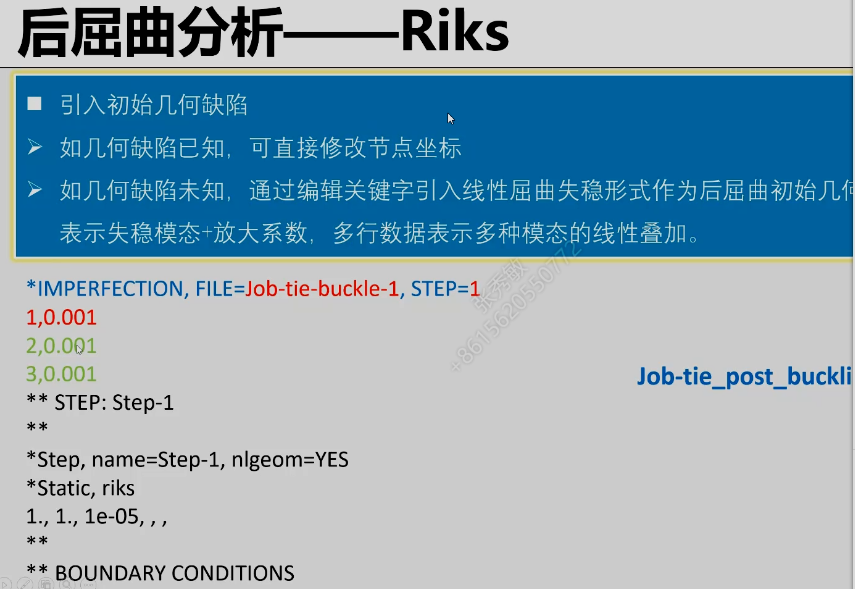 后屈曲分析——Riks
引入初始几何缺陷
如几何缺陷已知，可直接修改节点坐标
如几何缺陷未知，通过编辑关键字引入线性屈曲失稳形式作为后屈曲初始几何
表示失稳模态+放大系数，多行数据表示多种模态的线性叠加。
*IMPERFECTION, FILE=Job-tie-buckle-1, STEP=1
1,0.001
2,0.001
3,0.001
Job-tie_post_buckli
** STEP: Step-1
**
*Step, name=Step-1, nlgeom=YES
*Static, riks
1., 1., 1e-05, , ,
**
** BOUNDARY CONDITIONS
+8615620550772